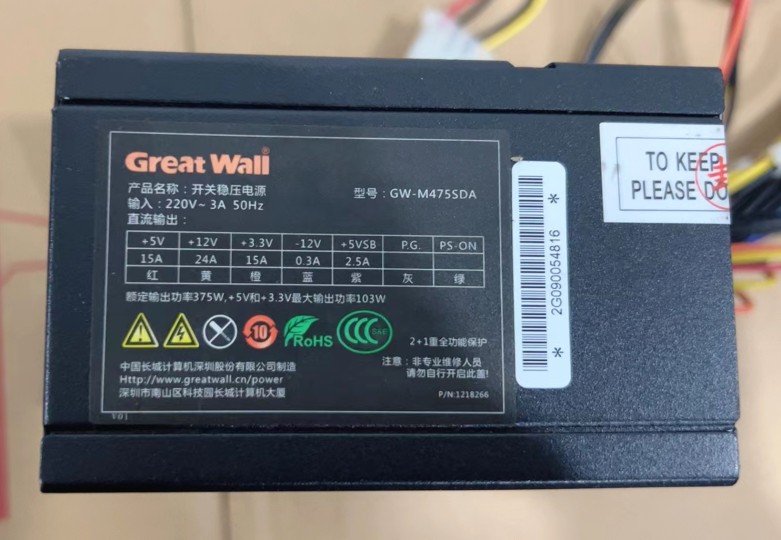 Great Wall®
产品名称：开关稳压电源
型号：GW-M475SDA
输入：220V~ 3A 50Hz
直流输出：
+5V +12V +3.3V -12V +5VSB P.G. PS-ON
15A 24A 15A 0.3A 2.5A
红 黄 橙 蓝 紫 灰 绿
额定输出功率375W,+5V和+3.3V最大输出功率103W
10
RoHS
CCC
S&E
2+1重全功能保护
中国长城计算机深圳股份有限公司制造
Http://www.greatwall.cn/power
深圳市南山区科技园长城计算机大厦
注意：非专业维修人员
请勿自行开启此盖!
P/N:1218266
V01
* 2G090054816 *
TO KEEP
PLEASE DO